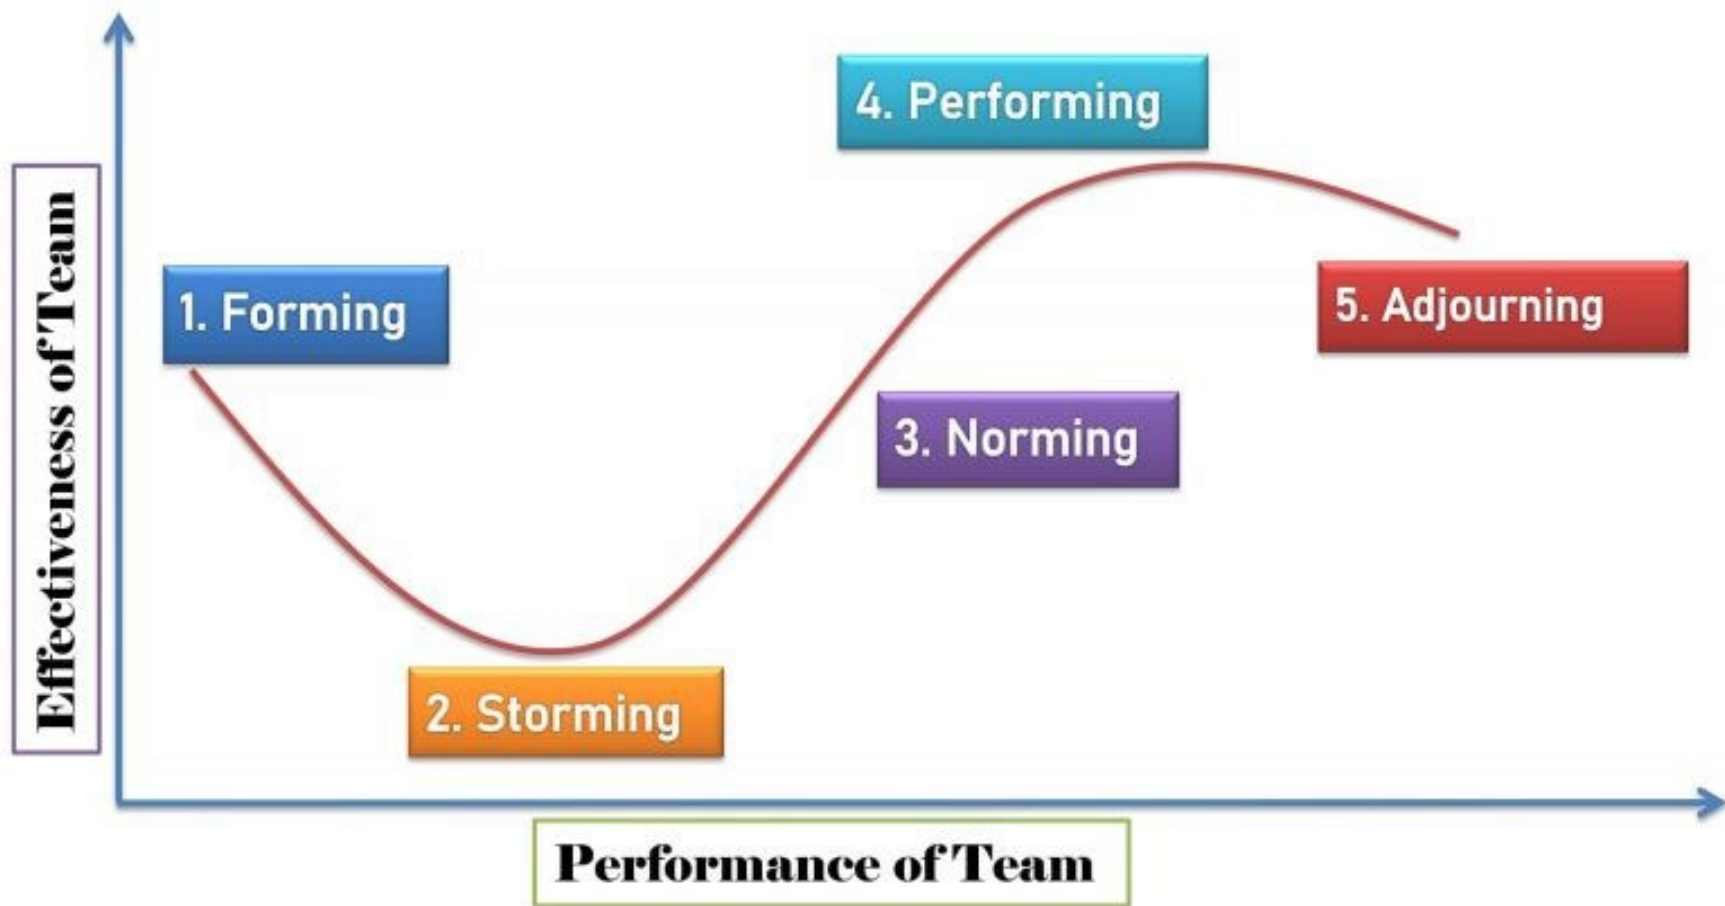 Effectiveness of Team
1. Forming
2. Storming
3. Norming
4. Performing
5. Adjourning
Performance of Team